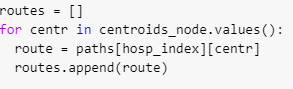 routes = []
for centr in centroids_node.values():
  route = paths[hosp_index][centr]
  routes.append(route)